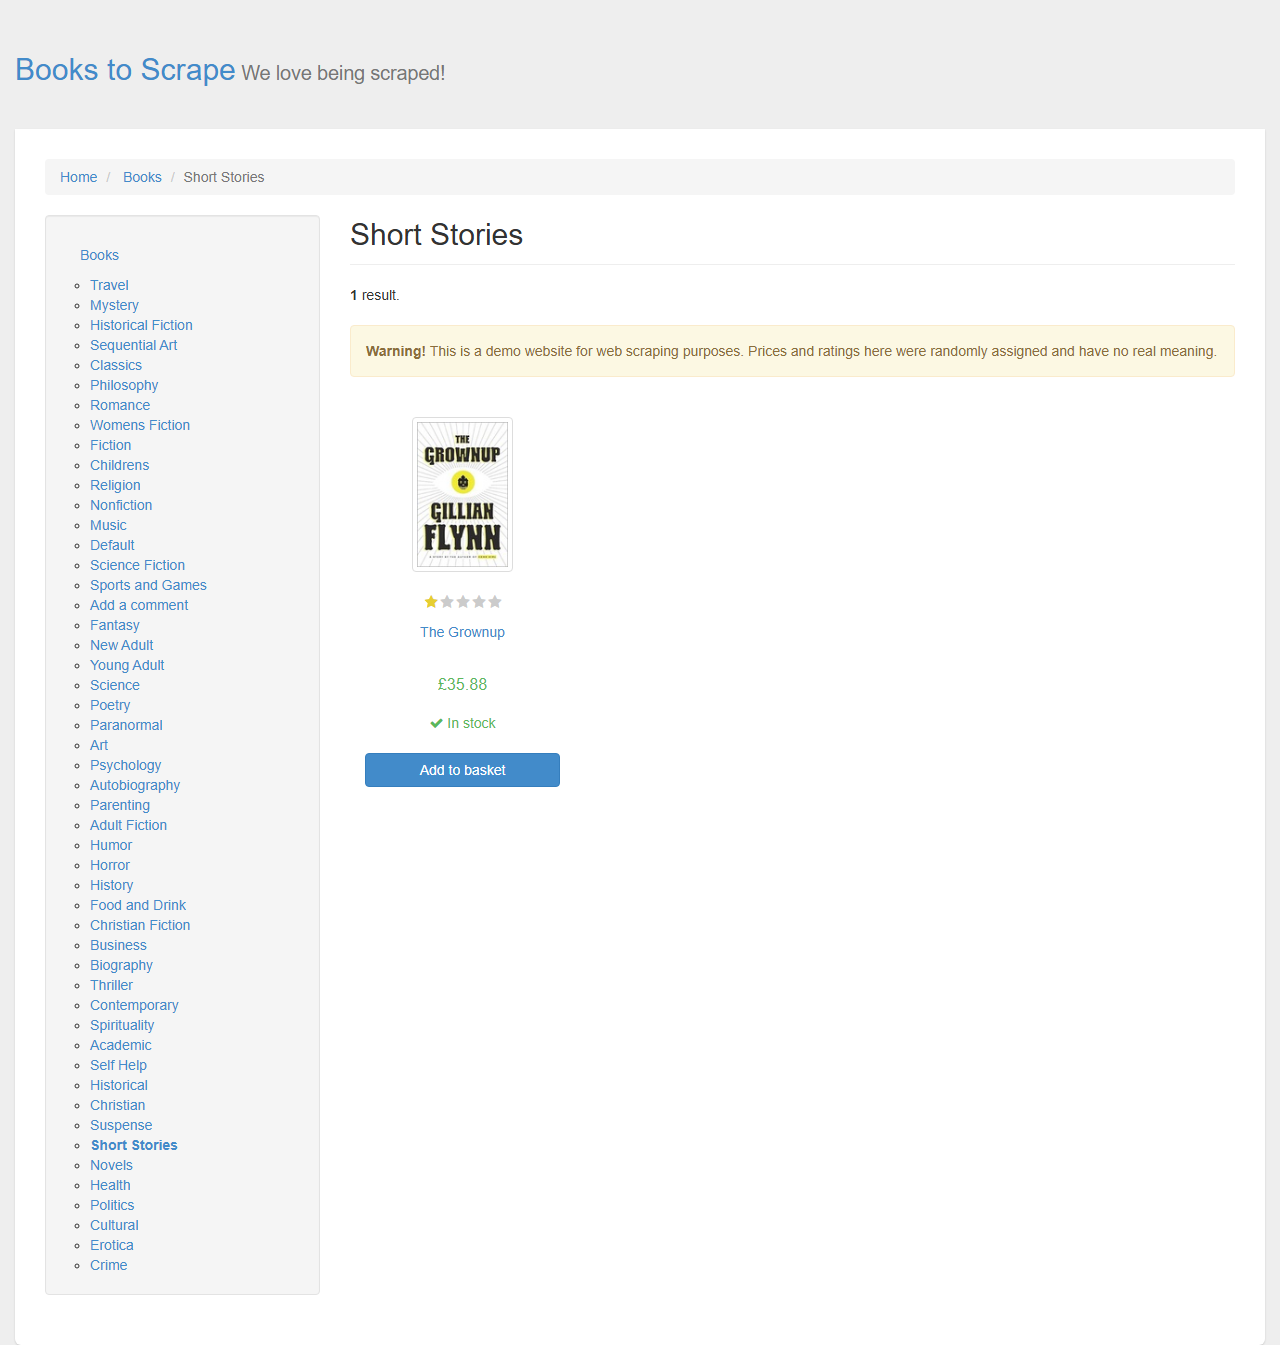 Books to Scrape We love being scraped!
Home / Books / Short Stories
Books
Travel
Mystery
Historical Fiction
Sequential Art
Classics
Philosophy
Romance
Womens Fiction
Fiction
Childrens
Religion
Nonfiction
Music
Default
Science Fiction
Sports and Games
Add a comment
Fantasy
New Adult
Young Adult
Science
Poetry
Paranormal
Art
Psychology
Autobiography
Parenting
Adult Fiction
Humor
Horror
History
Food and Drink
Christian Fiction
Business
Biography
Thriller
Contemporary
Spirituality
Academic
Self Help
Historical
Christian
Suspense
Short Stories
Novels
Health
Politics
Cultural
Erotica
Crime
Short Stories
1 result.
Warning! This is a demo website for web scraping purposes. Prices and ratings here were randomly assigned and have no real meaning.
THE
GROWNUP
GILLIAN
FLYNN
The Grownup
£35.88
In stock
Add to basket